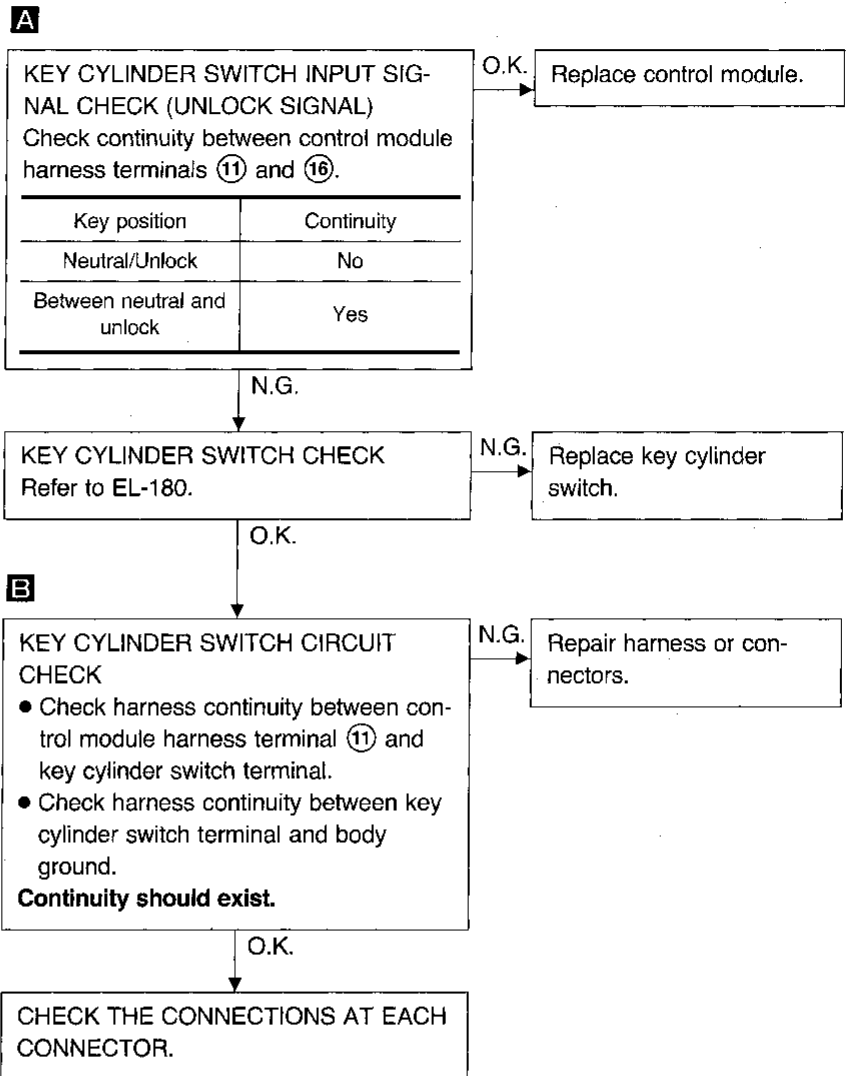 A
KEY CYLINDER SWITCH INPUT SIG-
NAL CHECK (UNLOCK SIGNAL)
Check continuity between control module
harness terminals ⑪ and ⑯.
Key position Continuity
Neutral/Unlock No
Between neutral and
unlock
Yes
O.K.
Replace control module.
N.G.
KEY CYLINDER SWITCH CHECK
Refer to EL-180.
N.G.
Replace key cylinder
switch.
O.K.
B
KEY CYLINDER SWITCH CIRCUIT
CHECK
● Check harness continuity between con-
trol module harness terminal ⑪ and
key cylinder switch terminal.
● Check harness continuity between key
cylinder switch terminal and body
ground.
Continuity should exist.
N.G.
Repair harness or con-
nectors.
O.K.
CHECK THE CONNECTIONS AT EACH
CONNECTOR.